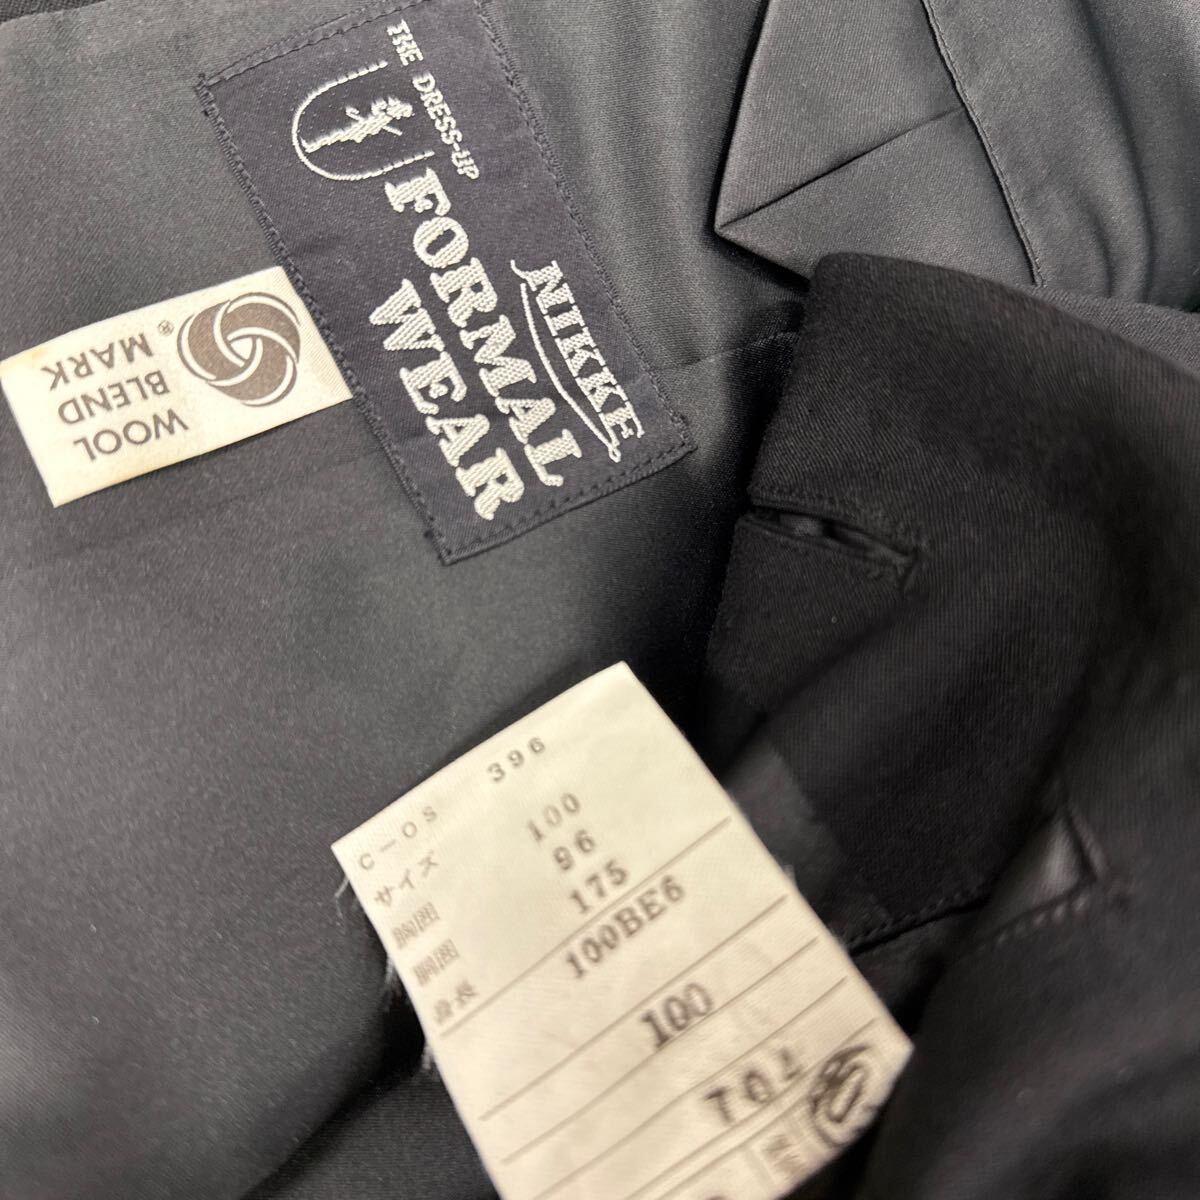 THE DRESS-UP
FORMAL
WEAR
NIKKE
WOOL
BLEND
MARK ®
C-OS 396
サイズ
胸囲 100
胴囲 96
身長 175
100BE6
100
704